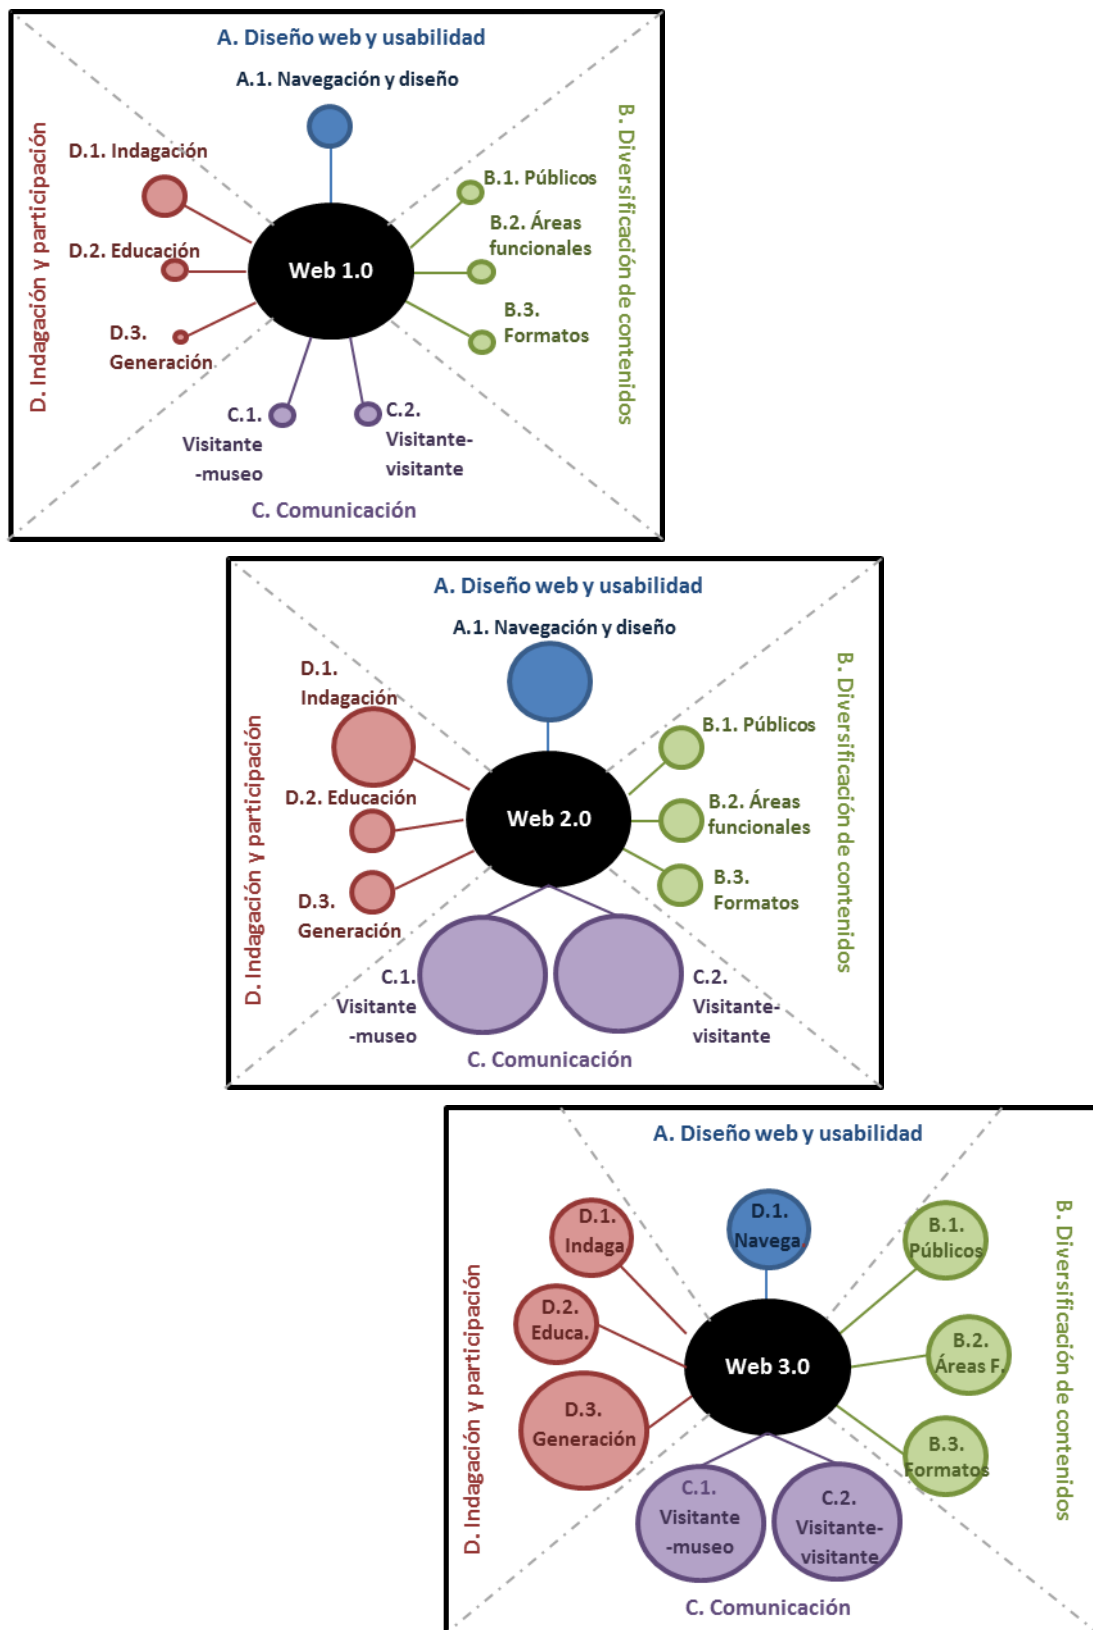 A. Diseño web y usabilidad
A.1. Navegación y diseño
D. Indagación y participación
D.1. Indagación
D.2. Educación
D.3.
Generación
Web 1.0
B.1. Públicos
B.2. Áreas
funcionales
B.3.
Formatos
B. Diversificación de contenidos
C.1.
Visitante
-museo
C.2.
Visitante-
visitante
C. Comunicación
A. Diseño web y usabilidad
A.1. Navegación y diseño
D. Indagación y participación
D.1.
Indagación
D.2. Educación
D.3.
Generación
Web 2.0
B.1. Públicos
B.2. Áreas
funcionales
B.3.
Formatos
B. Diversificación de contenidos
C.1.
Visitante
-museo
C.2.
Visitante-
visitante
C. Comunicación
A. Diseño web y usabilidad
D.1.
Navega.
D. Indagación y participación
D.1.
Indaga
D.2.
Educa.
D.3.
Generación
Web 3.0
B.1.
Públicos
B.2.
Áreas F.
B.3.
Formatos
B. Diversificación de contenidos
C.1.
Visitante
-museo
C.2.
Visitante-
visitante
C. Comunicación